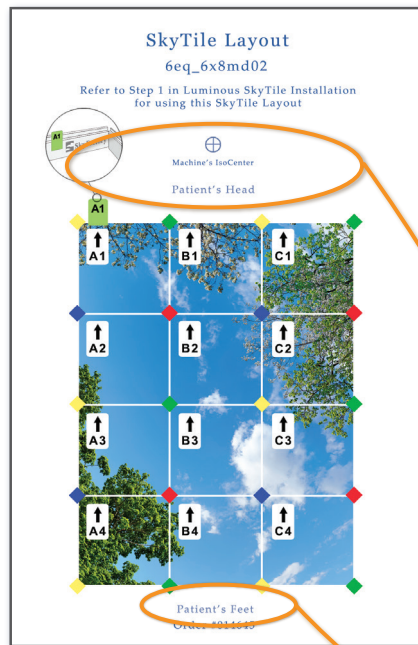 SkyTile Layout
6eq_6x8md02
Refer to Step 1 in Luminous SkyTile Installation
for using this SkyTile Layout
A1
Machine's IsoCenter
Patient's Head
A1
A1 B1 C1
A2 B2 C2
A3 B3 C3
A4 B4 C4
Patient's Feet
Order